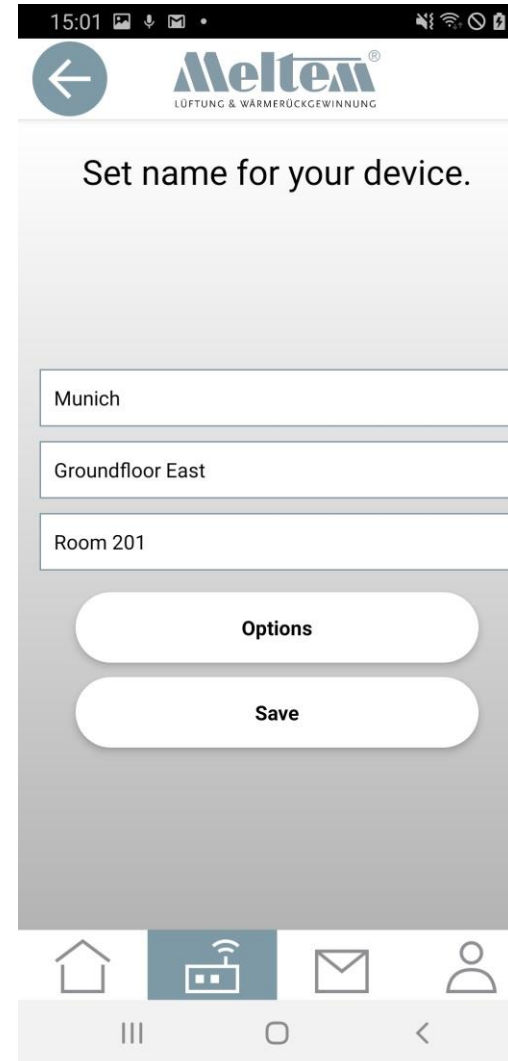 15:01
Meltem®
LÜFTUNG & WÄRMERÜCKGEWINNUNG
Set name for your device.
Munich
Groundfloor East
Room 201
Options
Save